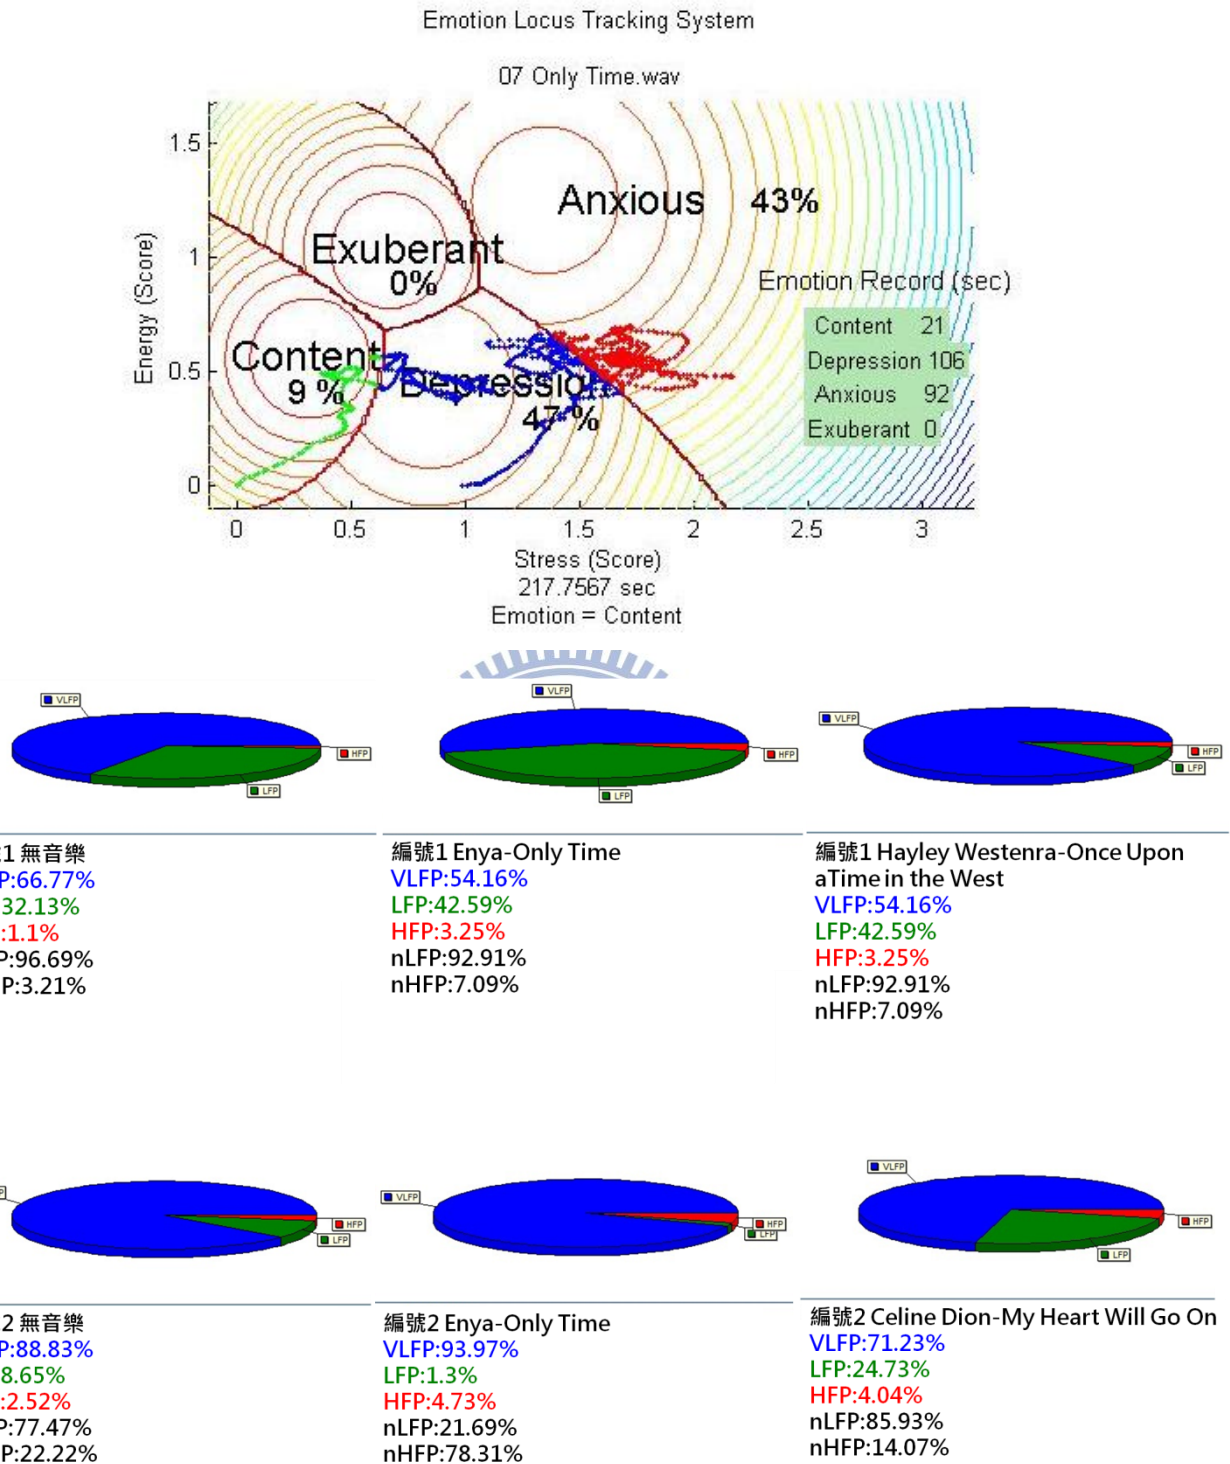 Emotion Locus Tracking System
07 Only Time.wav
1.5
1
0.5
0
Energy (Score)
Anxious 43%
Exuberant
0%
Content
9 %
Depression
47 %
Emotion Record (sec)
Content 21
Depression 106
Anxious 92
Exuberant 0
0 0.5 1 1.5 2 2.5 3
Stress (Score)
217.7567 sec
Emotion = Content
VLFP
HFP
LFP
VLFP
HFP
LFP
VLFP
HFP
LFP
1 無音樂
P:66.77%
32.13%
:1.1%
P:96.69%
P:3.21%
編號1 Enya-Only Time
VLFP:54.16%
LFP:42.59%
HFP:3.25%
nLFP:92.91%
nHFP:7.09%
編號1 Hayley Westenra-Once Upon
aTime in the West
VLFP:54.16%
LFP:42.59%
HFP:3.25%
nLFP:92.91%
nHFP:7.09%
P
HFP
LFP
VLFP
HFP
LFP
VLFP
HFP
LFP
2 無音樂
P:88.83%
8.65%
:2.52%
P:77.47%
P:22.22%
編號2 Enya-Only Time
VLFP:93.97%
LFP:1.3%
HFP:4.73%
nLFP:21.69%
nHFP:78.31%
編號2 Celine Dion-My Heart Will Go On
VLFP:71.23%
LFP:24.73%
HFP:4.04%
nLFP:85.93%
nHFP:14.07%